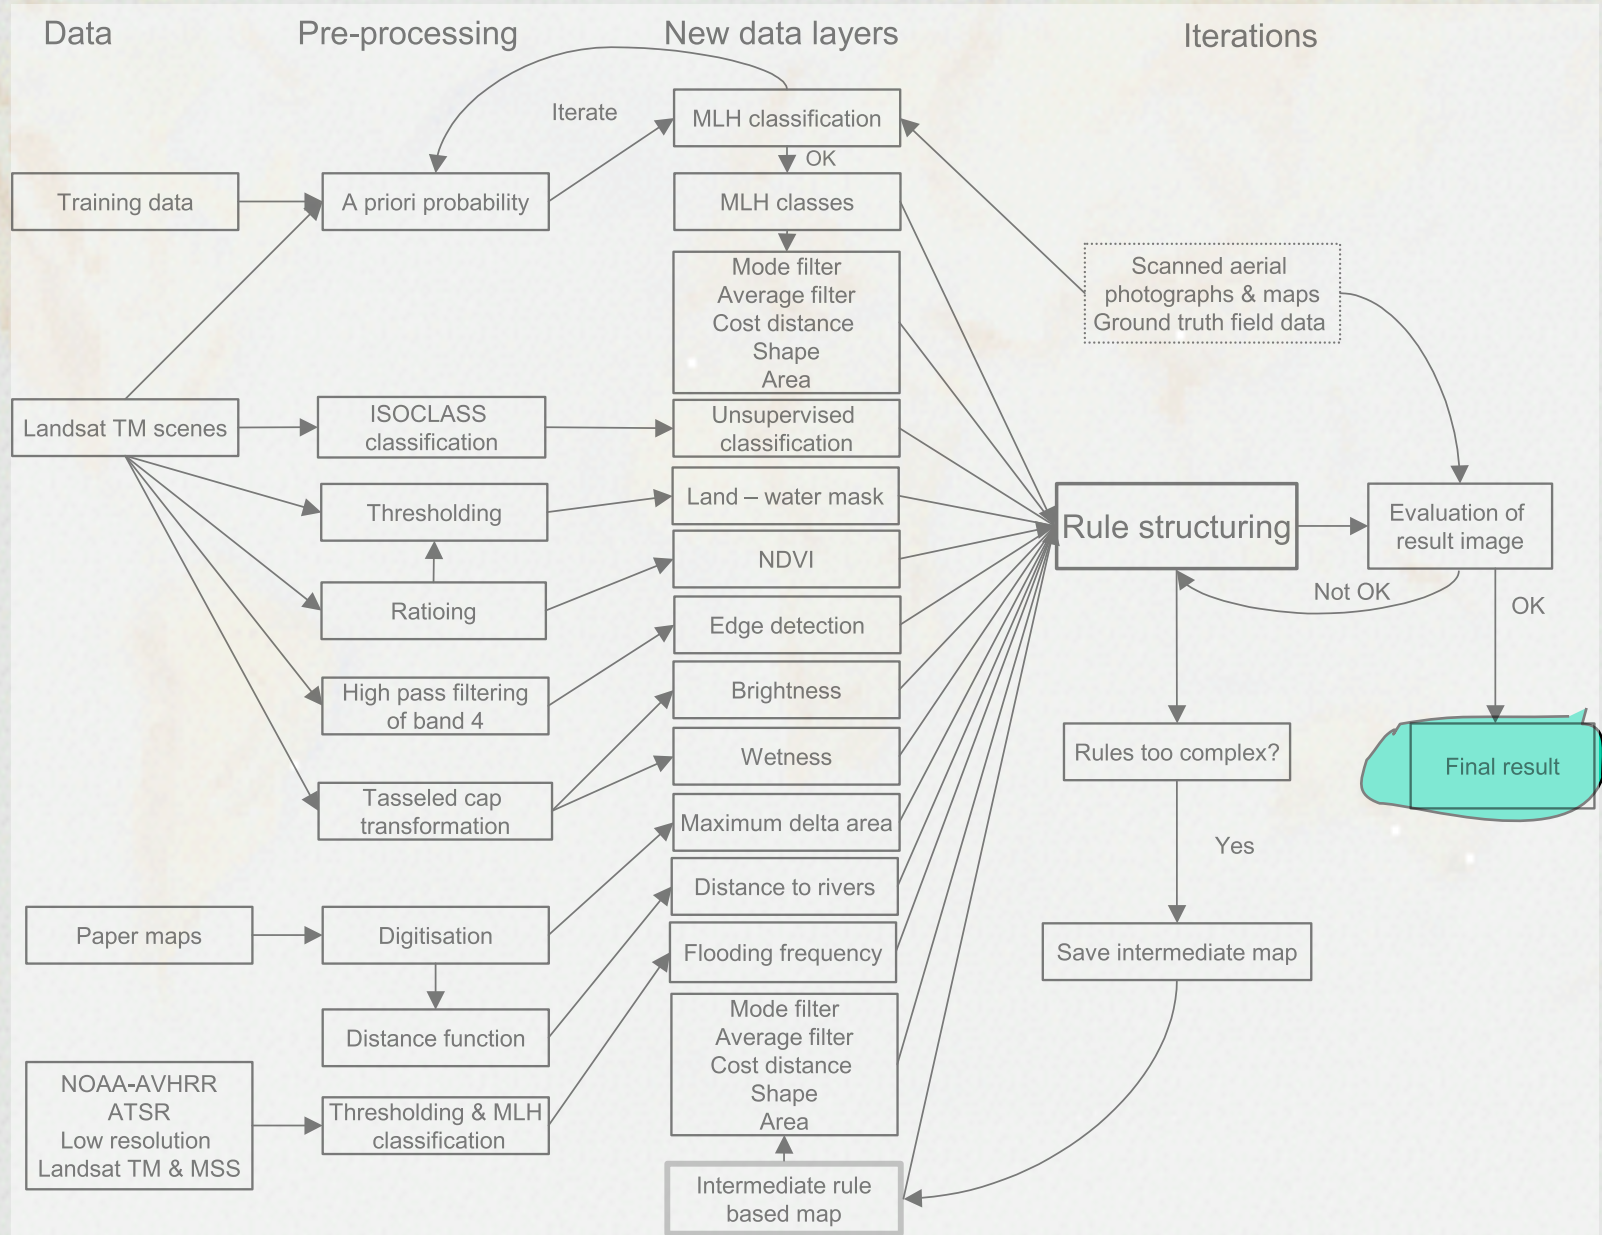 Data
Pre-processing
New data layers
Iterations
Iterate
MLH classification
OK
Training data
A priori probability
MLH classes
Mode filter
Average filter
Cost distance
Shape
Area
Scanned aerial
photographs & maps
Ground truth field data
Landsat TM scenes
ISOCLASS
classification
Unsupervised
classification
Thresholding
Land – water mask
Rule structuring
Evaluation of
result image
NDVI
Ratioing
Not OK
OK
Edge detection
High pass filtering
of band 4
Brightness
Wetness
Rules too complex?
Final result
Tasseled cap
transformation
Maximum delta area
Yes
Distance to rivers
Paper maps
Digitisation
Flooding frequency
Save intermediate map
Distance function
Mode filter
Average filter
Cost distance
Shape
Area
NOAA-AVHRR
ATSR
Low resolution
Landsat TM & MSS
Thresholding & MLH
classification
Intermediate rule
based map